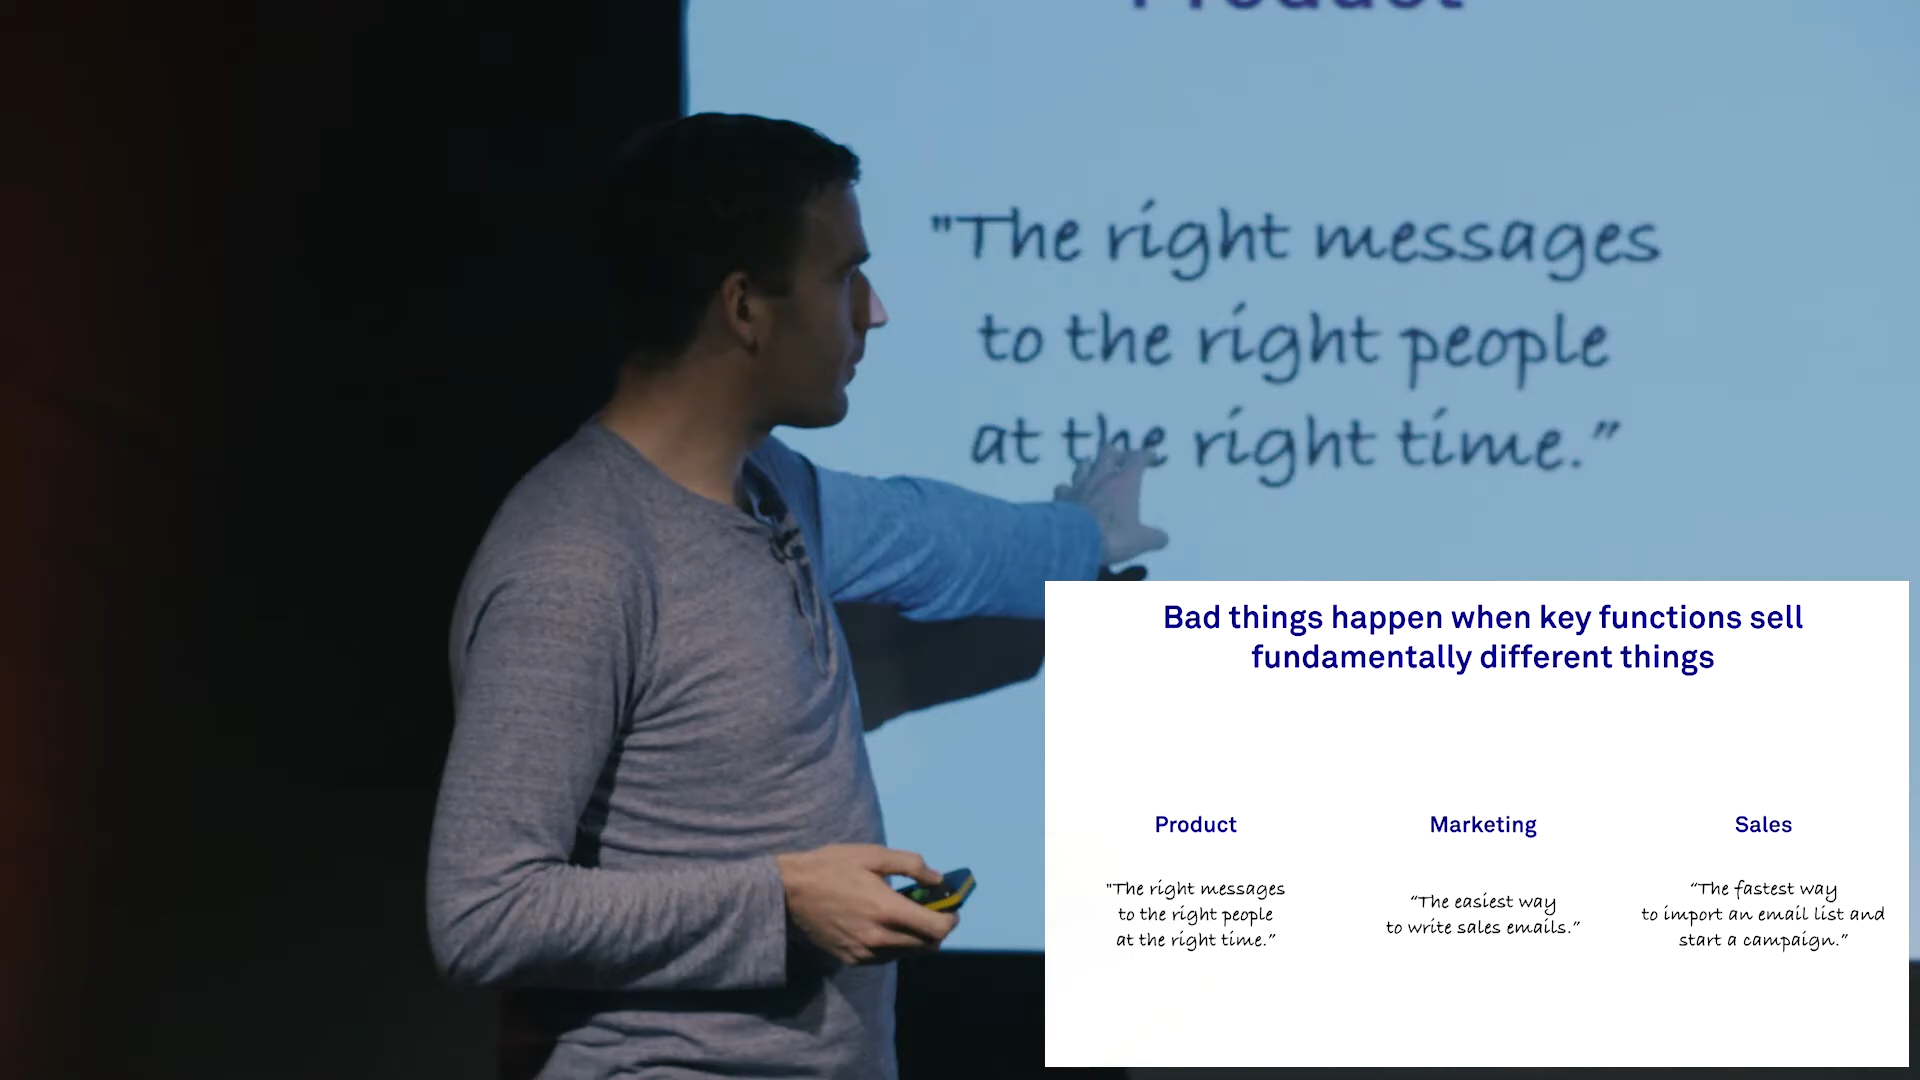 Product
"The right messages
to the right people
at the right time.”
Bad things happen when key functions sell
fundamentally different things
Product
"The right messages
to the right people
at the right time.”
Marketing
“The easiest way
to write sales emails.”
Sales
“The fastest way
to import an email list and
start a campaign.”